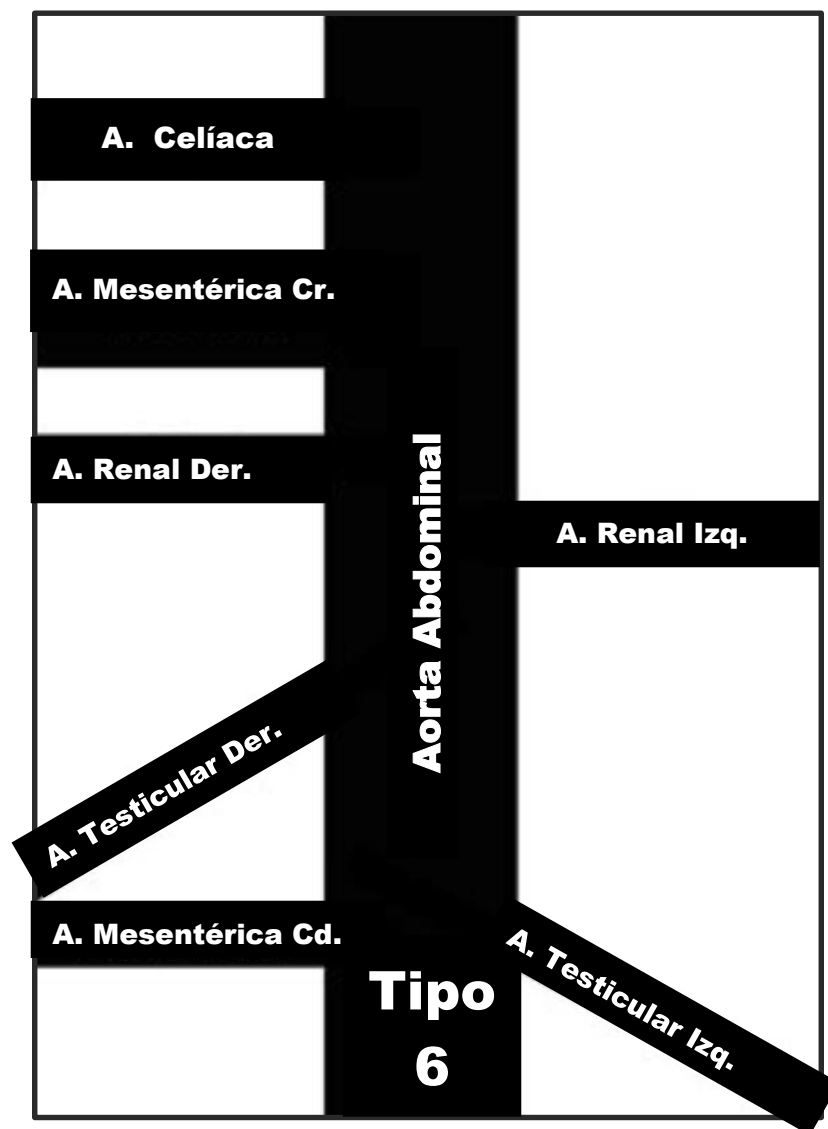 A. Celíaca
A. Mesentérica Cr.
A. Renal Der.
Aorta Abdominal
A. Renal Izq.
A. Testicular Der.
A. Mesentérica Cd.
A. Testicular Izq.
Tipo
6